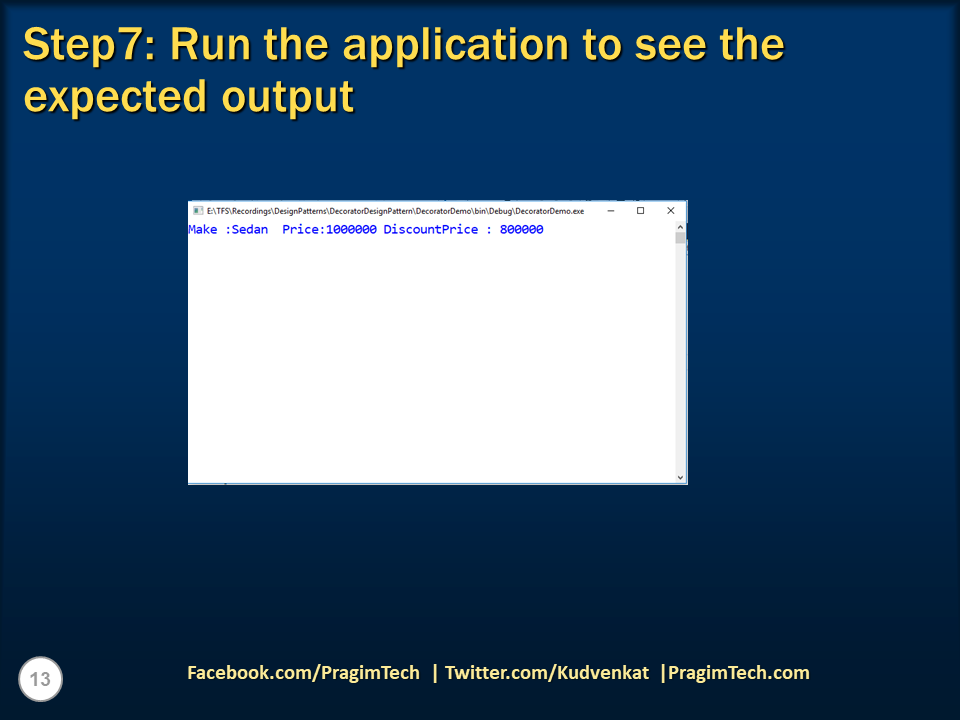 Step7: Run the application to see the
expected output
E:\TFS\Recordings\DesignPatterns\DecoratorDesignPattern\DecoratorDemo\bin\Debug\DecoratorDemo.exe
Make :Sedan  Price:1000000 DiscountPrice : 800000
13
Facebook.com/PragimTech | Twitter.com/Kudvenkat |PragimTech.com